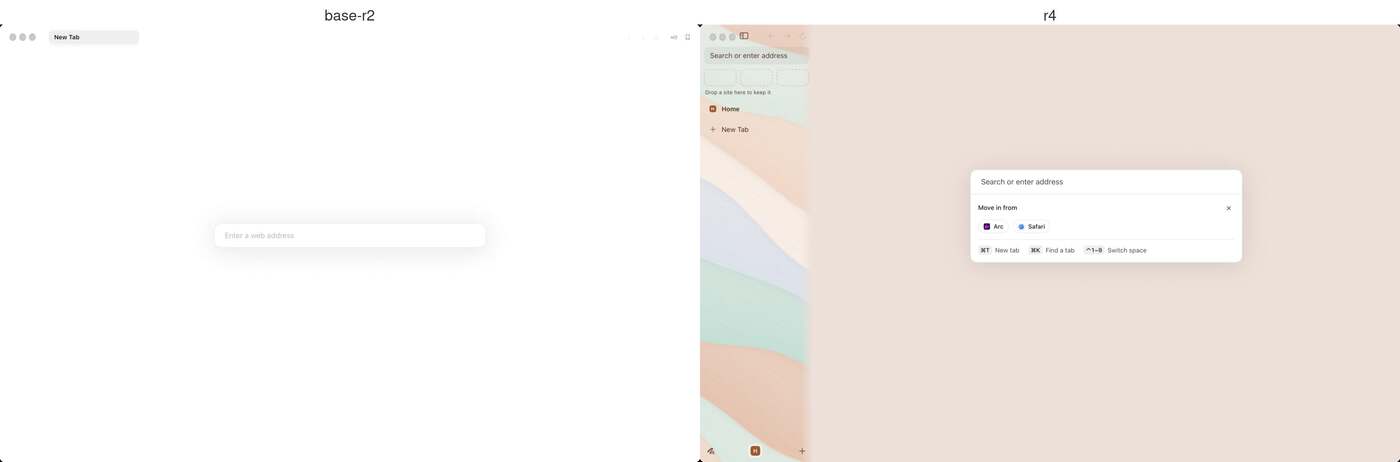 base-r2
New Tab
Enter a web address
r4
Search or enter address
Drop a site here to keep it
H Home
+ New Tab
H
Search or enter address
Move in from
Arc
Safari
⌘T New tab ⌘K Find a tab ^1–9 Switch space